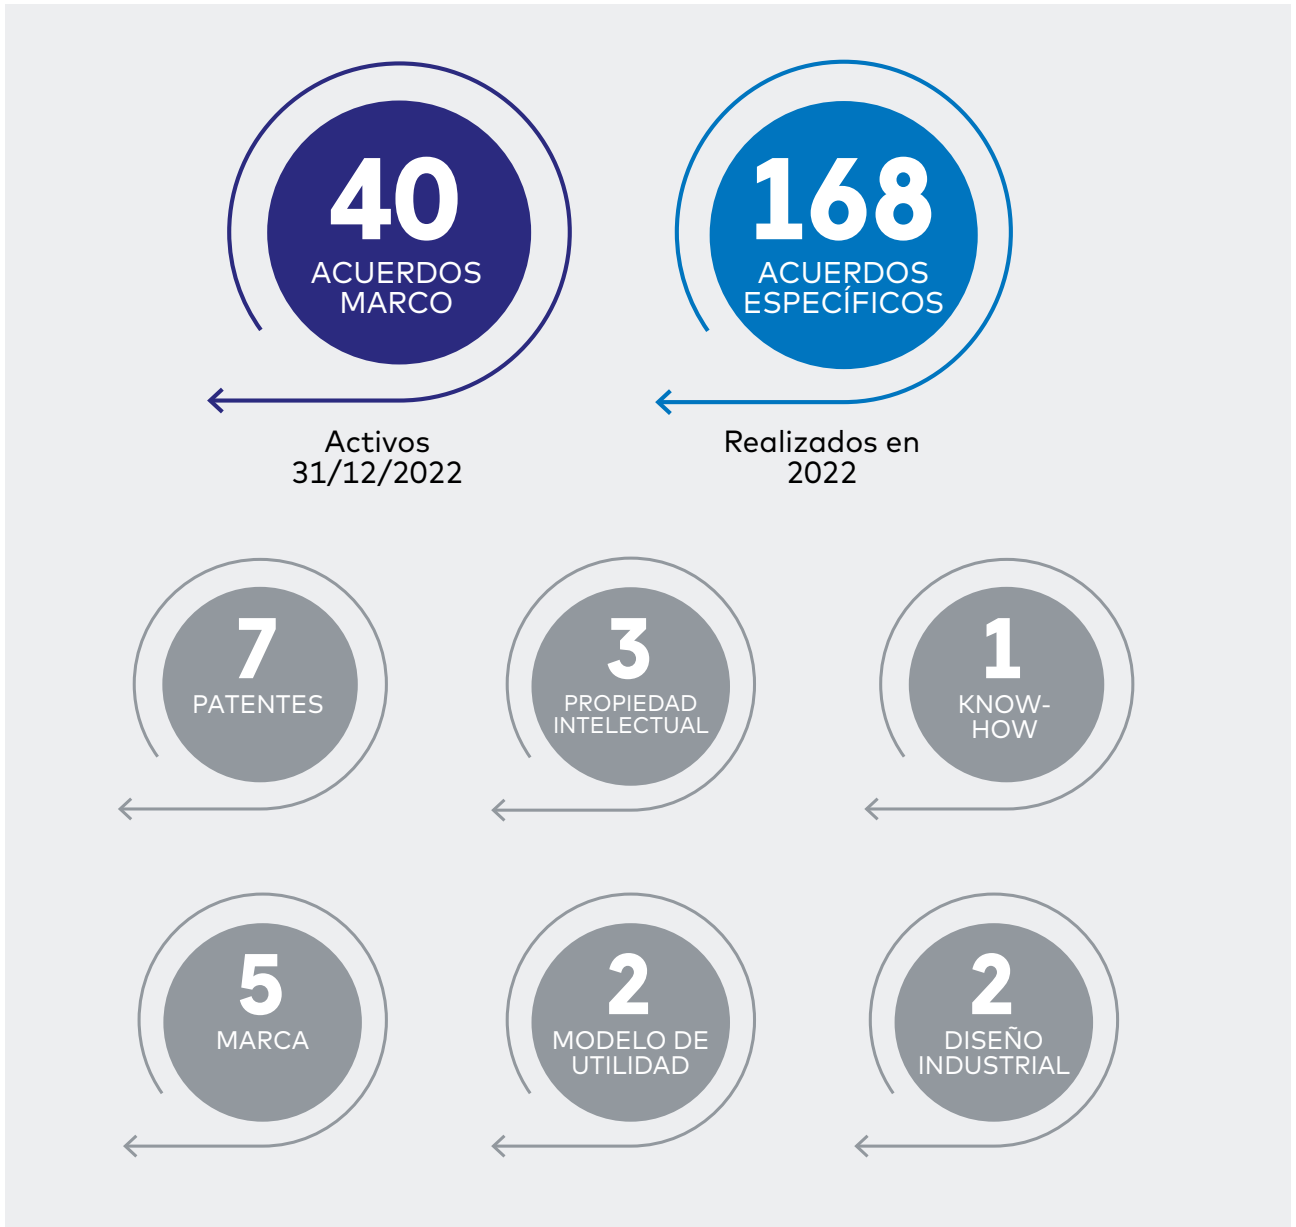 40
ACUERDOS
MARCO
Activos
31/12/2022
168
ACUERDOS
ESPECÍFICOS
Realizados en
2022
7
PATENTES
3
PROPIEDAD
INTELECTUAL
1
KNOW-
HOW
5
MARCA
2
MODELO DE
UTILIDAD
2
DISEÑO
INDUSTRIAL